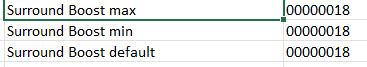 Surround Boost max 00000018
Surround Boost min 00000018
Surround Boost default 00000018